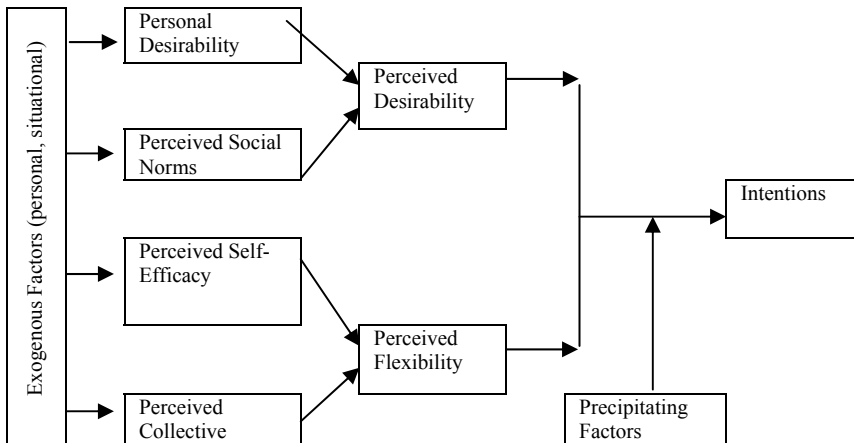 Exogenous Factors (personal, situational)
Personal
Desirability
Perceived Social
Norms
Perceived Self-
Efficacy
Perceived
Collective
Perceived
Desirability
Perceived
Flexibility
Intentions
Precipitating
Factors